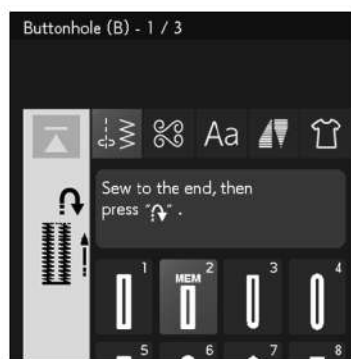 Buttonhole (B) - 1 / 3
Aa
Sew to the end, then
press " ".
1
MEM 2
3
4
5
6
7
8